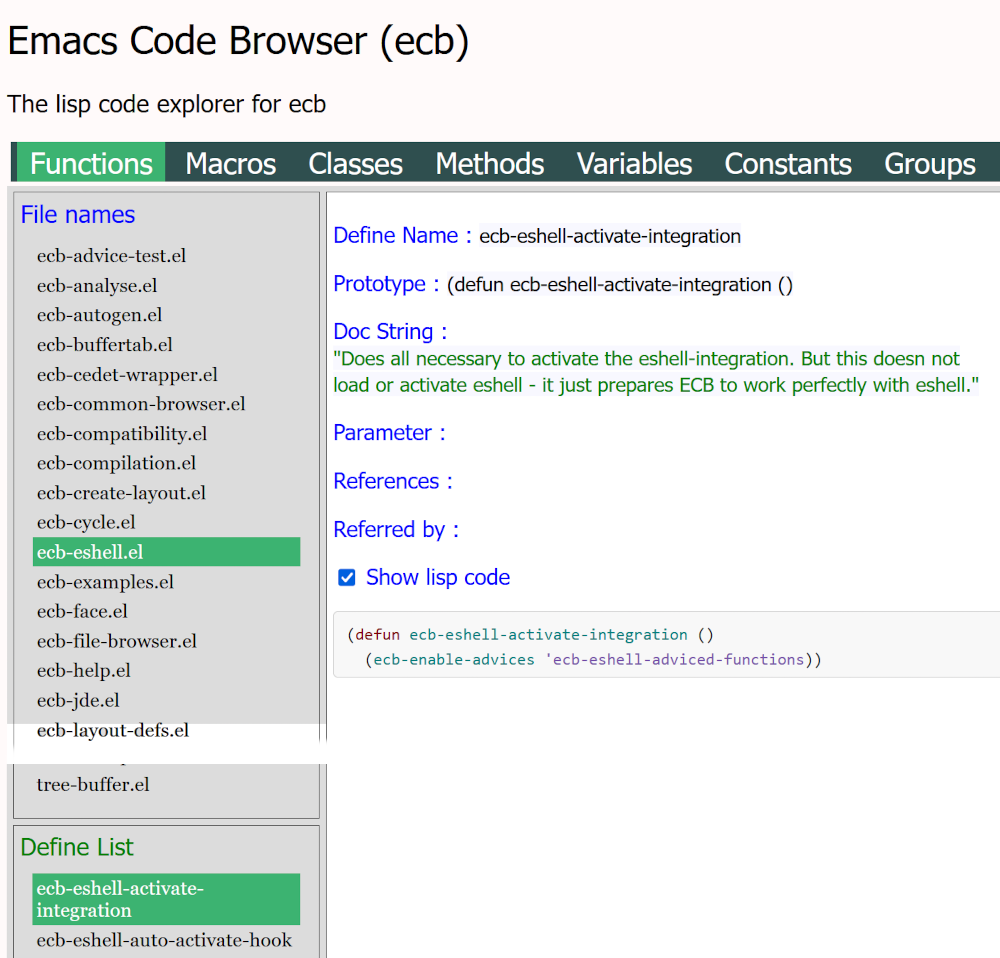 Emacs Code Browser (ecb)
The lisp code explorer for ecb
Functions Macros Classes Methods Variables Constants Groups
File names
ecb-advice-test.el
ecb-analyse.el
ecb-autogen.el
ecb-buffertab.el
ecb-cedet-wrapper.el
ecb-common-browser.el
ecb-compatibility.el
ecb-compilation.el
ecb-create-layout.el
ecb-cycle.el
ecb-eshell.el
ecb-examples.el
ecb-face.el
ecb-file-browser.el
ecb-help.el
ecb-jde.el
ecb-layout-defs.el
tree-buffer.el
Define List
ecb-eshell-activate-
integration
ecb-eshell-auto-activate-hook
Define Name : ecb-eshell-activate-integration
Prototype : (defun ecb-eshell-activate-integration ()
Doc String :
"Does all necessary to activate the eshell-integration. But this doesn not
load or activate eshell - it just prepares ECB to work perfectly with eshell."
Parameter :
References :
Referred by :
Show lisp code
(defun ecb-eshell-activate-integration ()
(ecb-enable-advices 'ecb-eshell-adviced-functions))